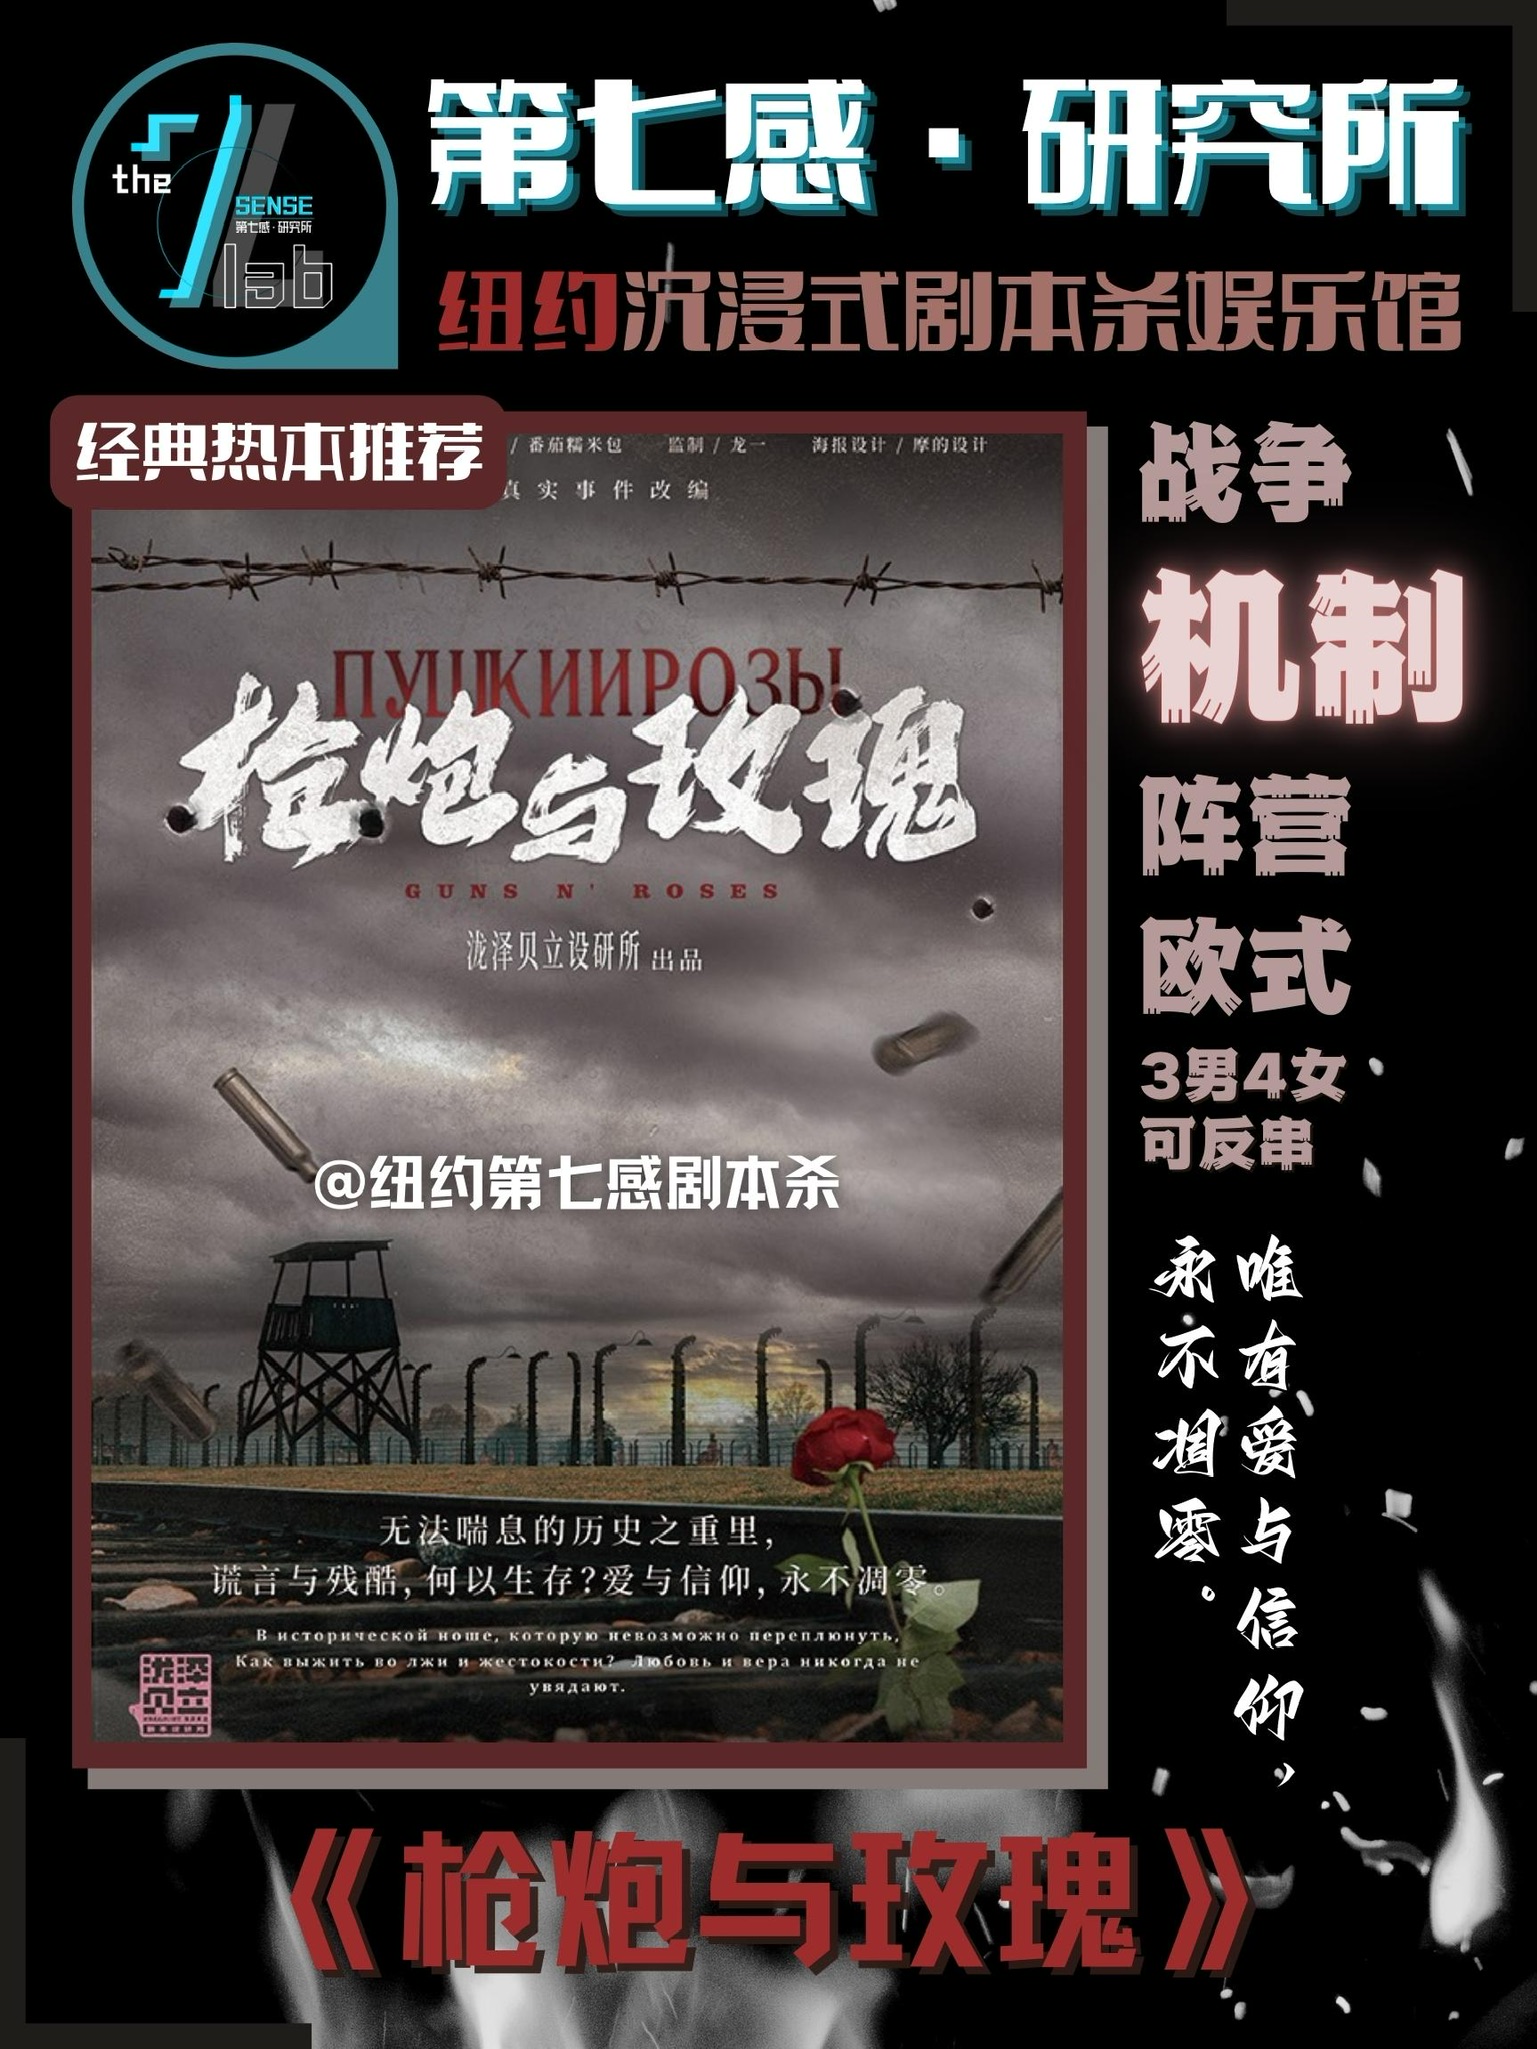 the
SENSE
第七感·研究所
lab
第七感·研究所
纽约沉浸式剧本杀娱乐馆
经典热本推荐
/ 番茄糯米包 监制 / 龙一 海报设计 / 摩的设计
真实事件改编
ПУШКИИРОЗЫ
枪炮与玫瑰
GUNS N' ROSES
泷泽贝立设研所 出品
@纽约第七感剧本杀
无法喘息的历史之重里，
谎言与残酷，何以生存？爱与信仰，永不凋零。
В исторической ноше, которую невозможно переплюнуть,
Как выжить во лжи и жестокости? Любовь и вера никогда не
увядают.
泷泽
贝立
战争
机制
阵营
欧式
3男4女
可反串
唯有爱与信仰，
永不凋零。
《枪炮与玫瑰》